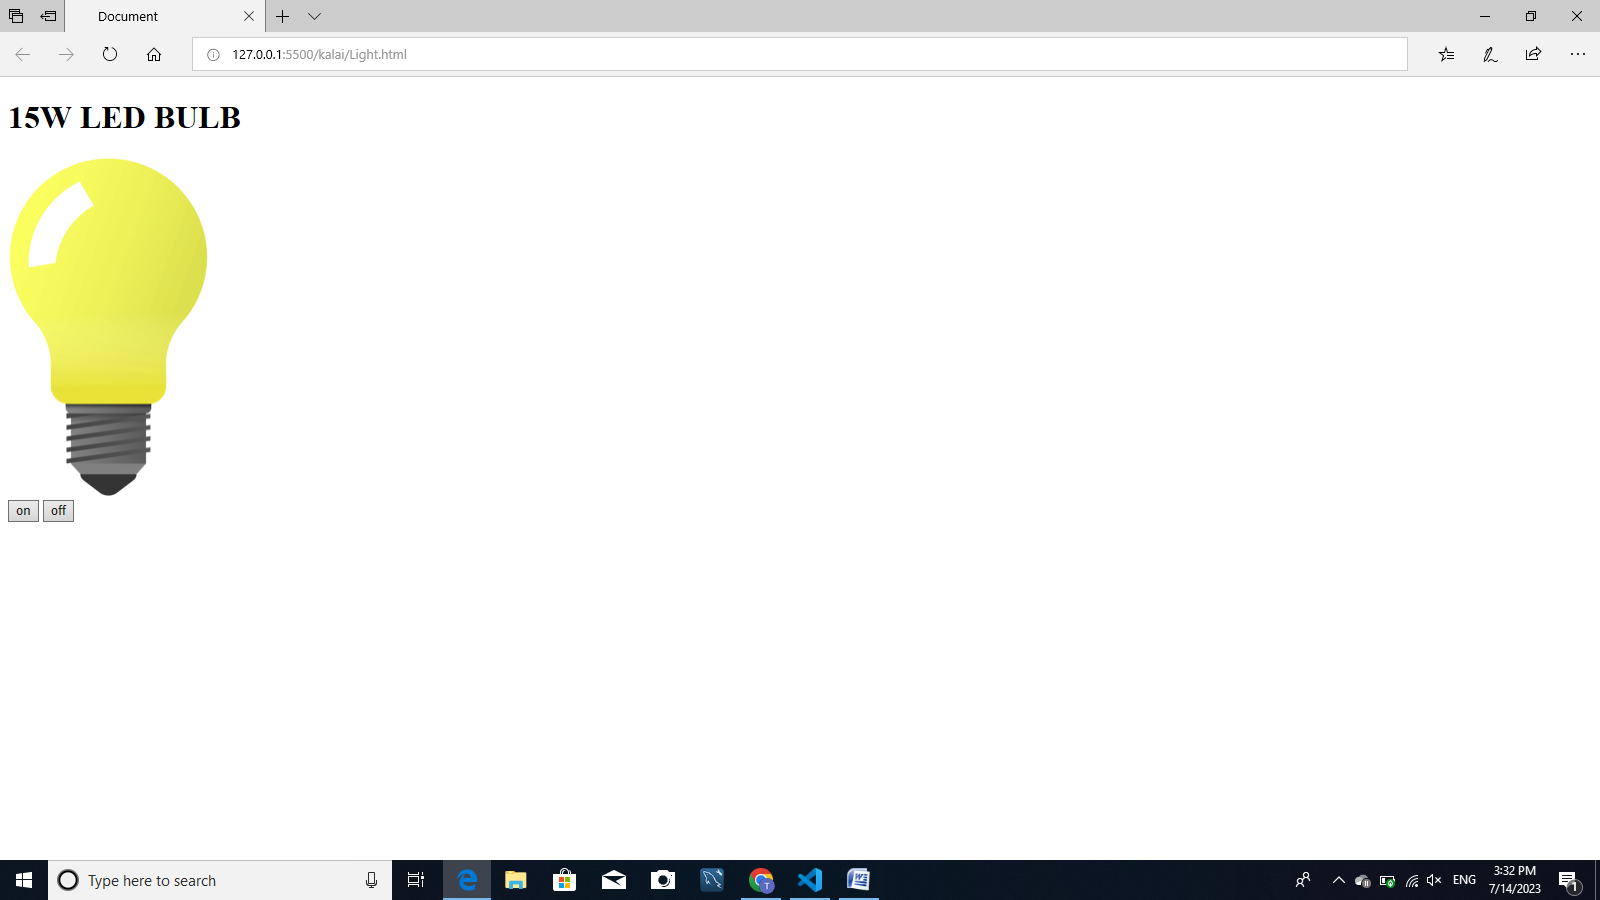 Document
127.0.0.1:5500/kalai/Light.html
15W LED BULB
on off
Type here to search
ENG
3:32 PM
7/14/2023
1
T
W